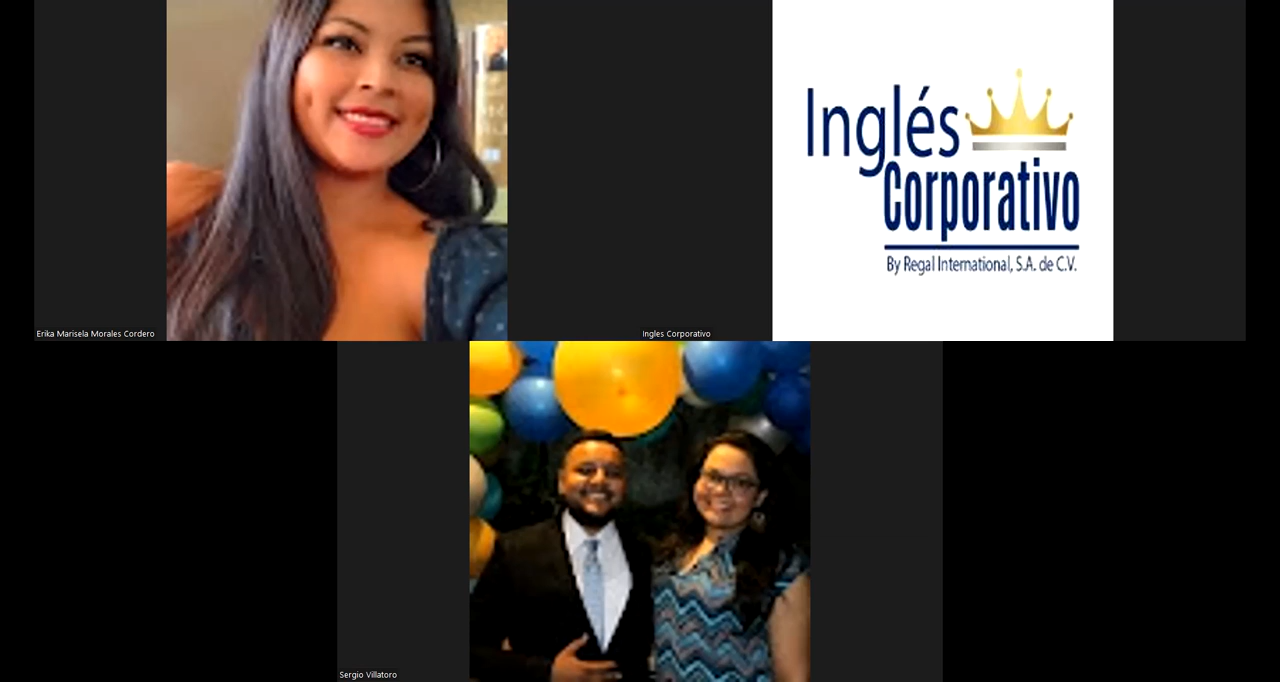 Inglés
Corporativo
By Regal International, S.A. de C.V.
Erika Marisela Morales Cordero
Ingles Corporativo
Sergio Villatoro